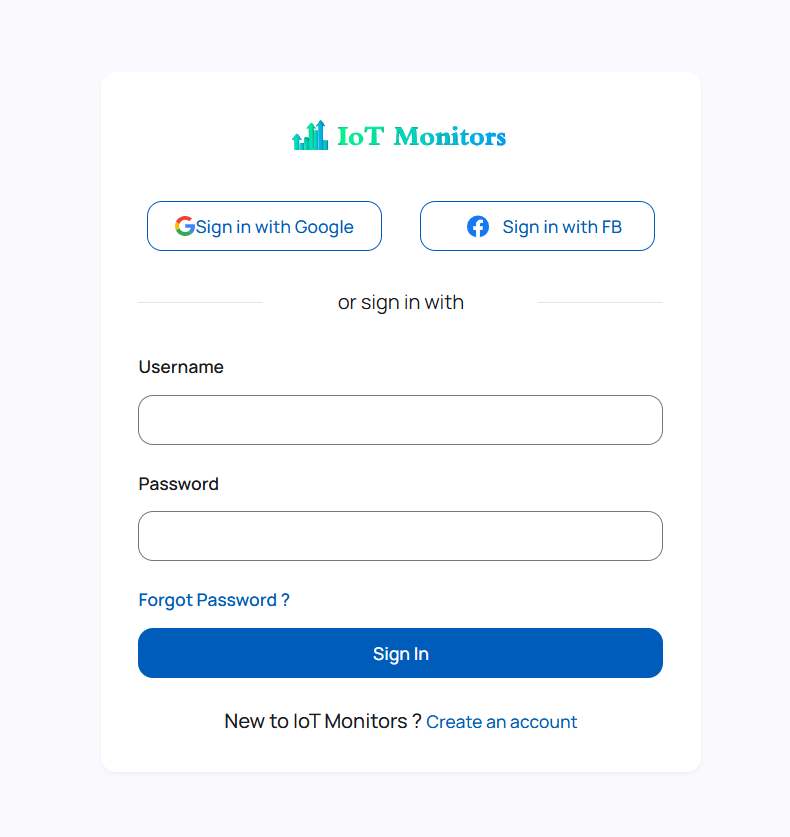 IoT Monitors
Sign in with Google
Sign in with FB
or sign in with
Username
Password
Forgot Password ?
Sign In
New to IoT Monitors ? Create an account